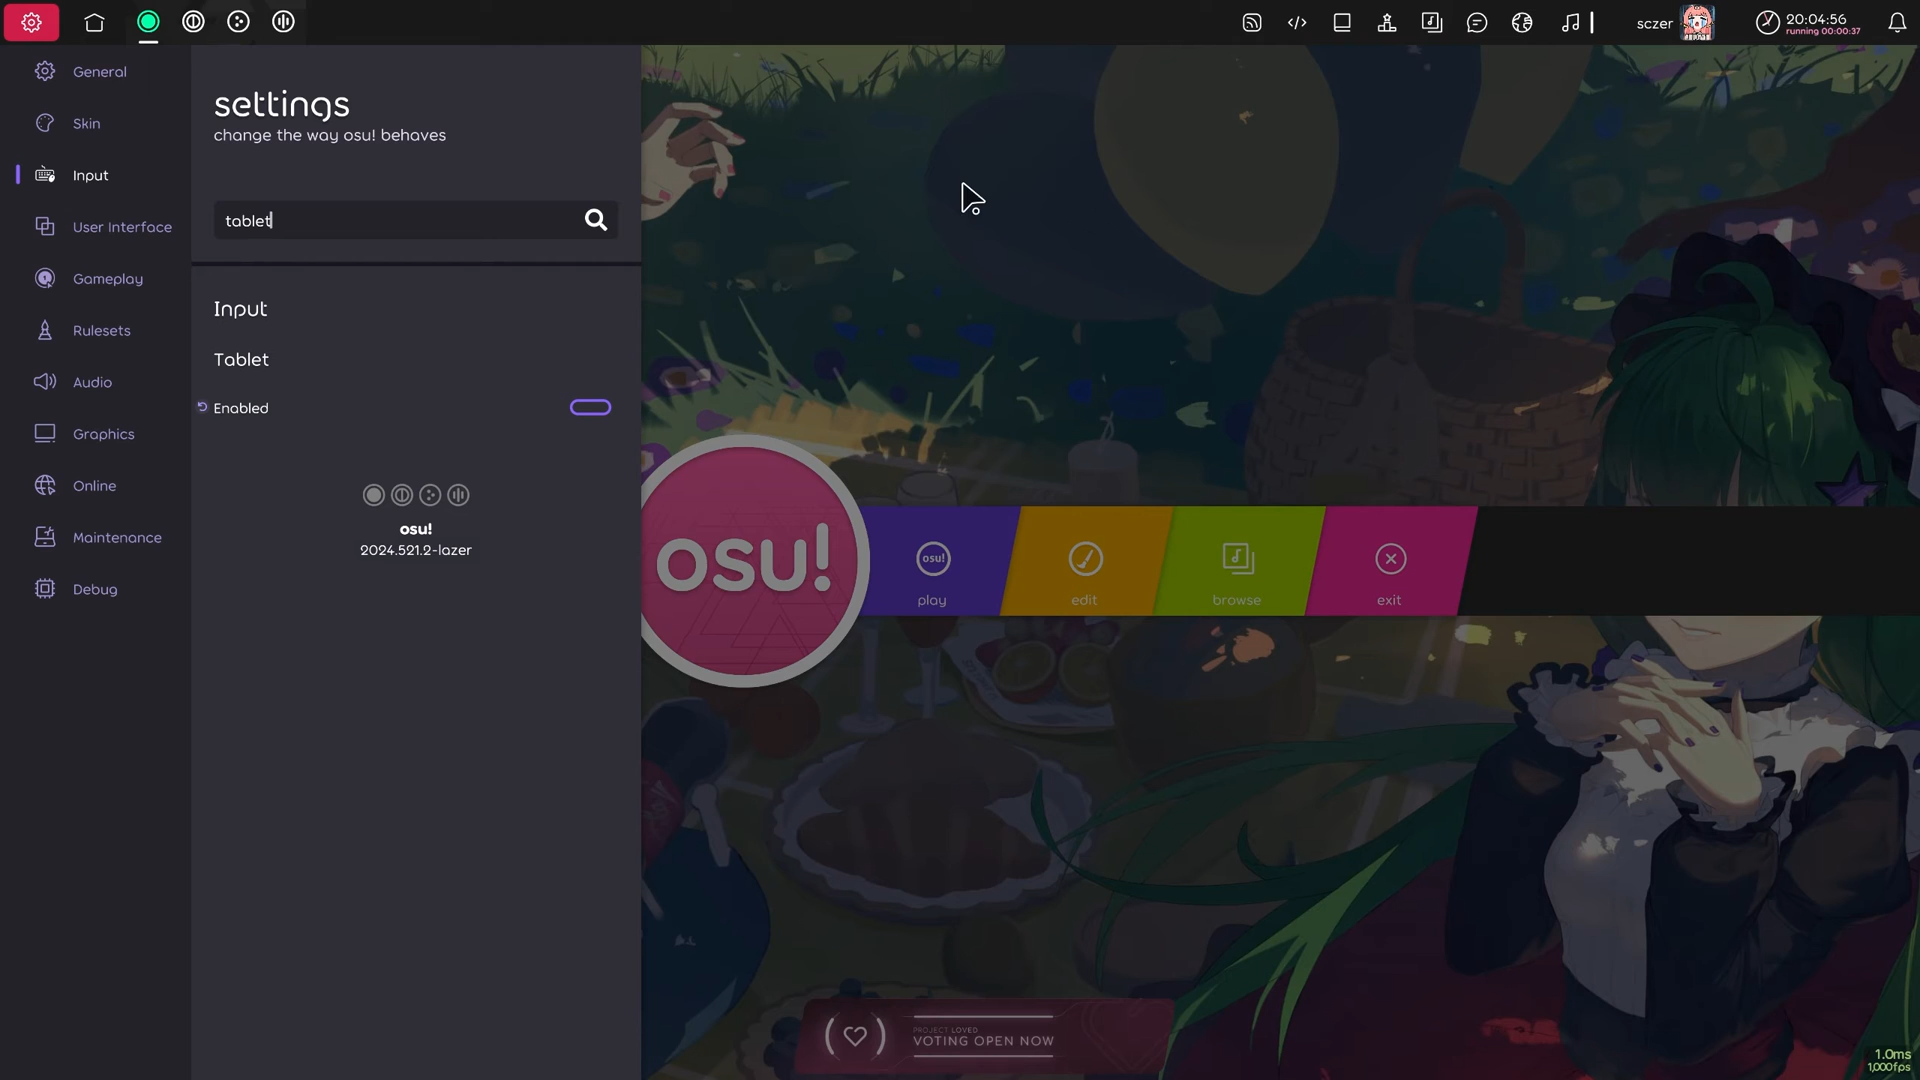 sczer
20:04:56
running 00:00:37
General
Skin
Input
User Interface
Gameplay
Rulesets
Audio
Graphics
Online
Maintenance
Debug
settings
change the way osu! behaves
tablet
Input
Tablet
Enabled
osu!
2024.521.2-lazer
osu!
osu!
play
edit
browse
exit
PROJECT LOVED
VOTING OPEN NOW
1.0ms
1,000fps